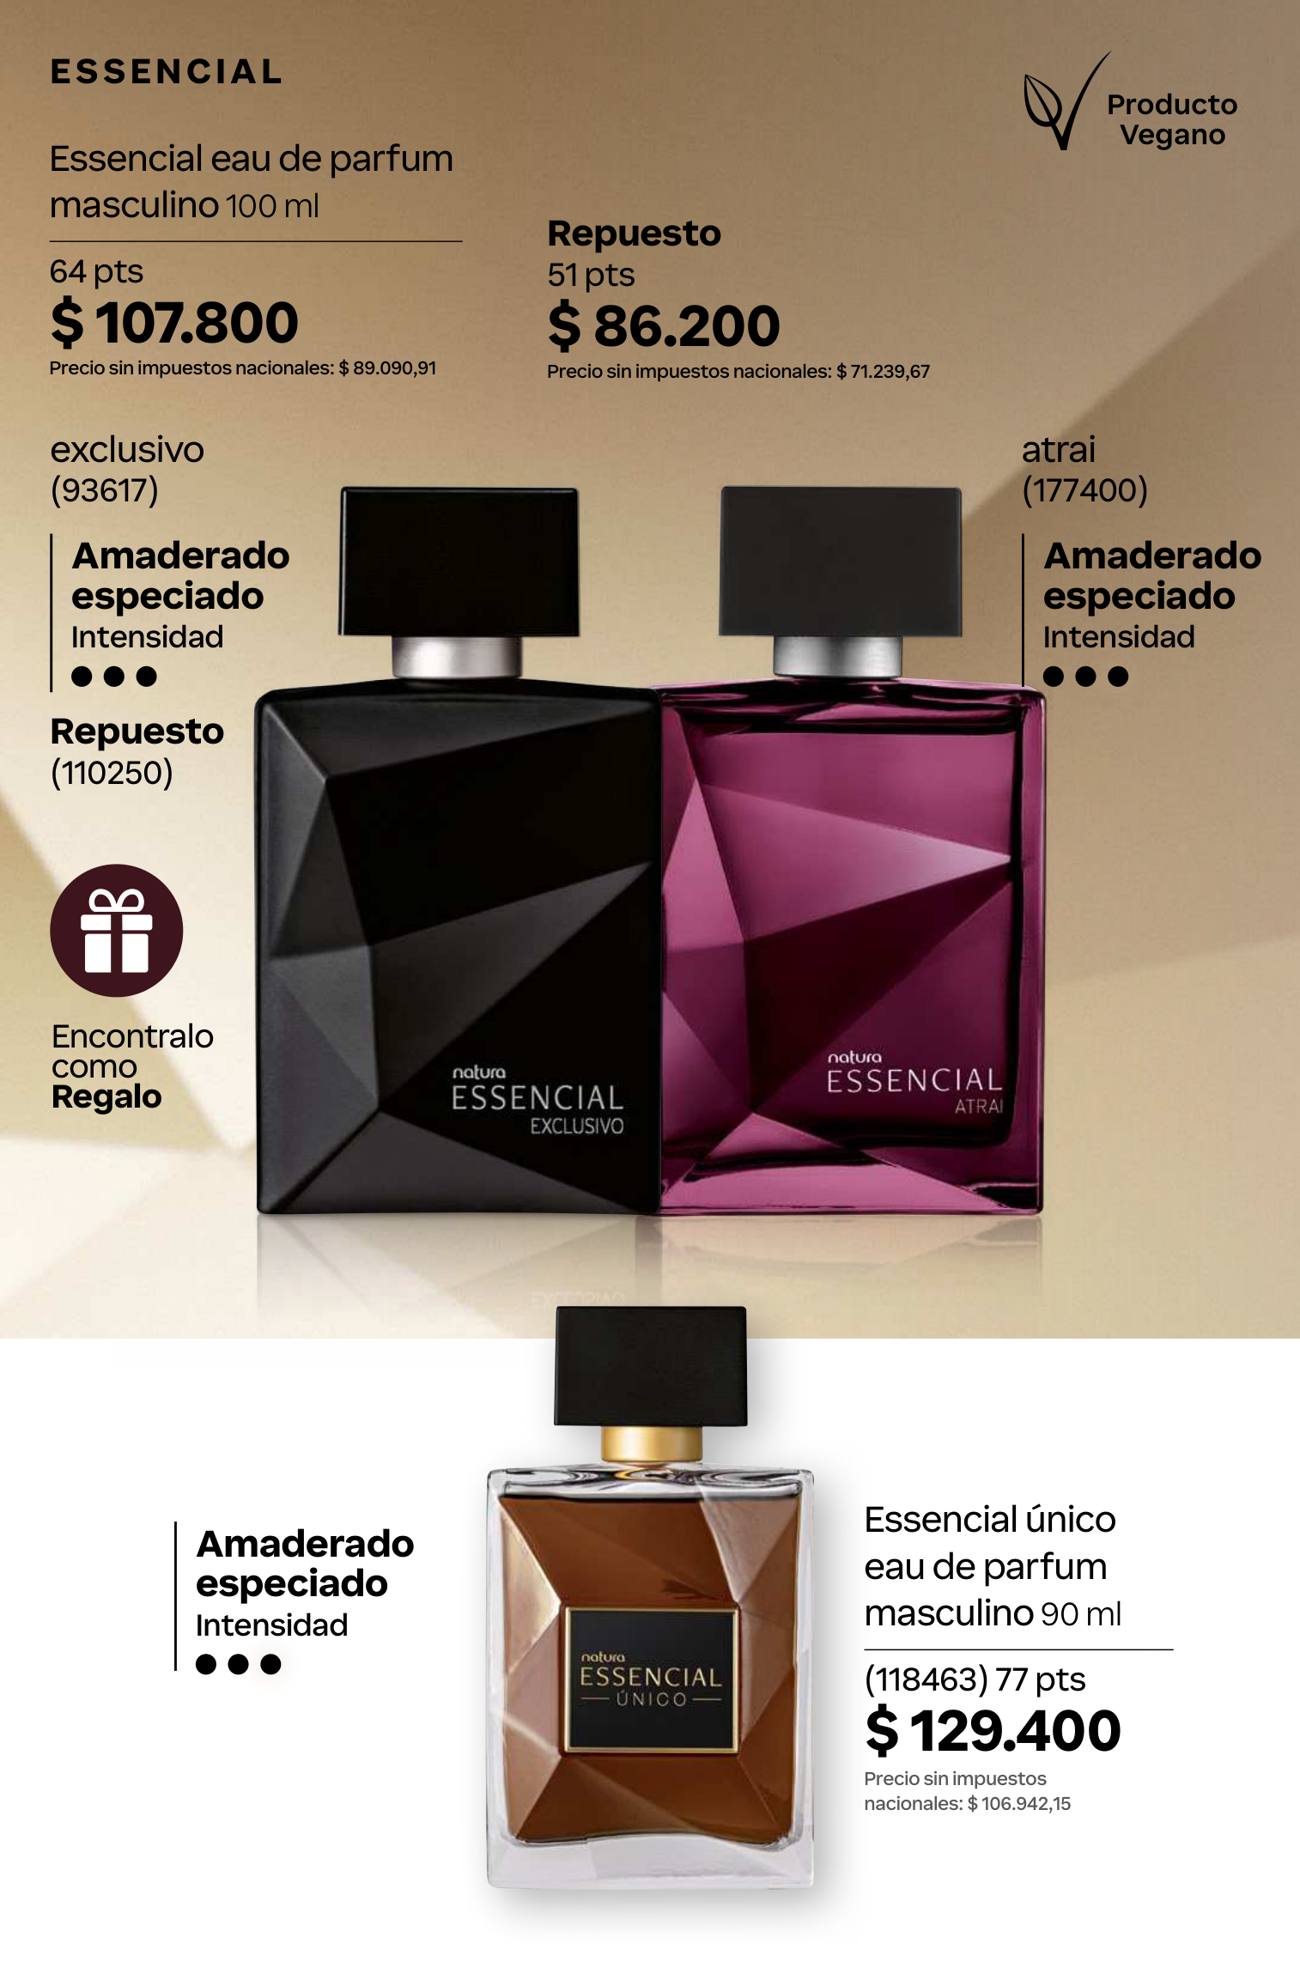 ESSENCIAL
Producto
Vegano
Essencial eau de parfum
masculino 100 ml
64 pts
$ 107.800
Precio sin impuestos nacionales: $ 89.090,91
Repuesto
51 pts
$ 86.200
Precio sin impuestos nacionales: $ 71.239,67
exclusivo
(93617)
Amaderado
especiado
Intensidad
Repuesto
(110250)
atrai
(177400)
Amaderado
especiado
Intensidad
Encontralo
como
Regalo
natura
ESSENCIAL
EXCLUSIVO
natura
ESSENCIAL
ATRAI
Amaderado
especiado
Intensidad
natura
ESSENCIAL
ÚNICO
Essencial único
eau de parfum
masculino 90 ml
(118463) 77 pts
$ 129.400
Precio sin impuestos
nacionales: $ 106.942,15